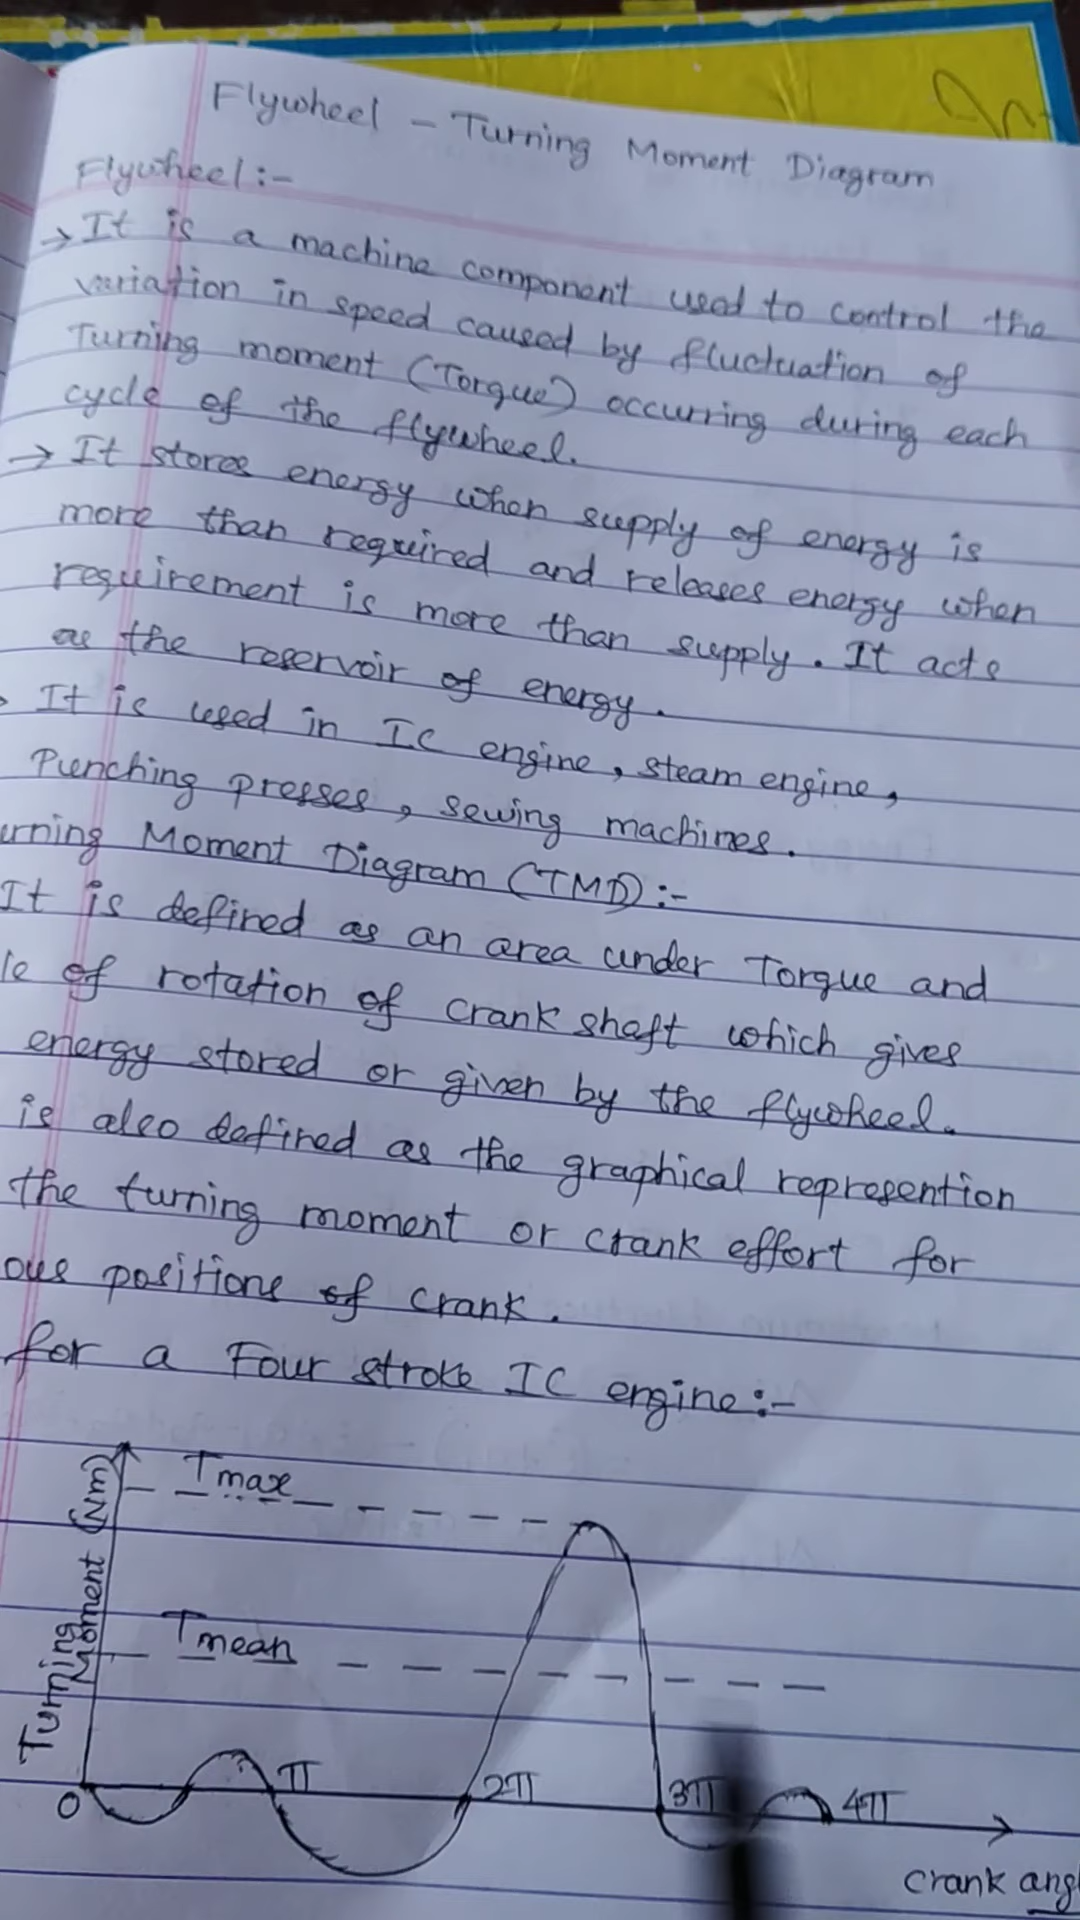 Flywheel - Turning Moment Diagram
Flywheel :-
→ It is a machine component used to control the
variation in speed caused by fluctuation of
Turning moment (Torque) occurring during each
cycle of the flywheel.
→ It stores energy when supply of energy is
more than required and releases energy when
requirement is more than supply. It acts
as the reservoir of energy.
It is used in IC engine, steam engine,
Punching presses, sewing machines.
urning Moment Diagram (TMD) :-
It is defined as an area under Torque and
le of rotation of crank shaft which gives
energy stored or given by the flywheel.
is also defined as the graphical represention
the turning moment or crank effort for
ous positions of crank.
for a Four stroke IC engine :-
Tmax
Turning Moment (Nm)
Tmean
0 π 2π 3π 4π
crank ang